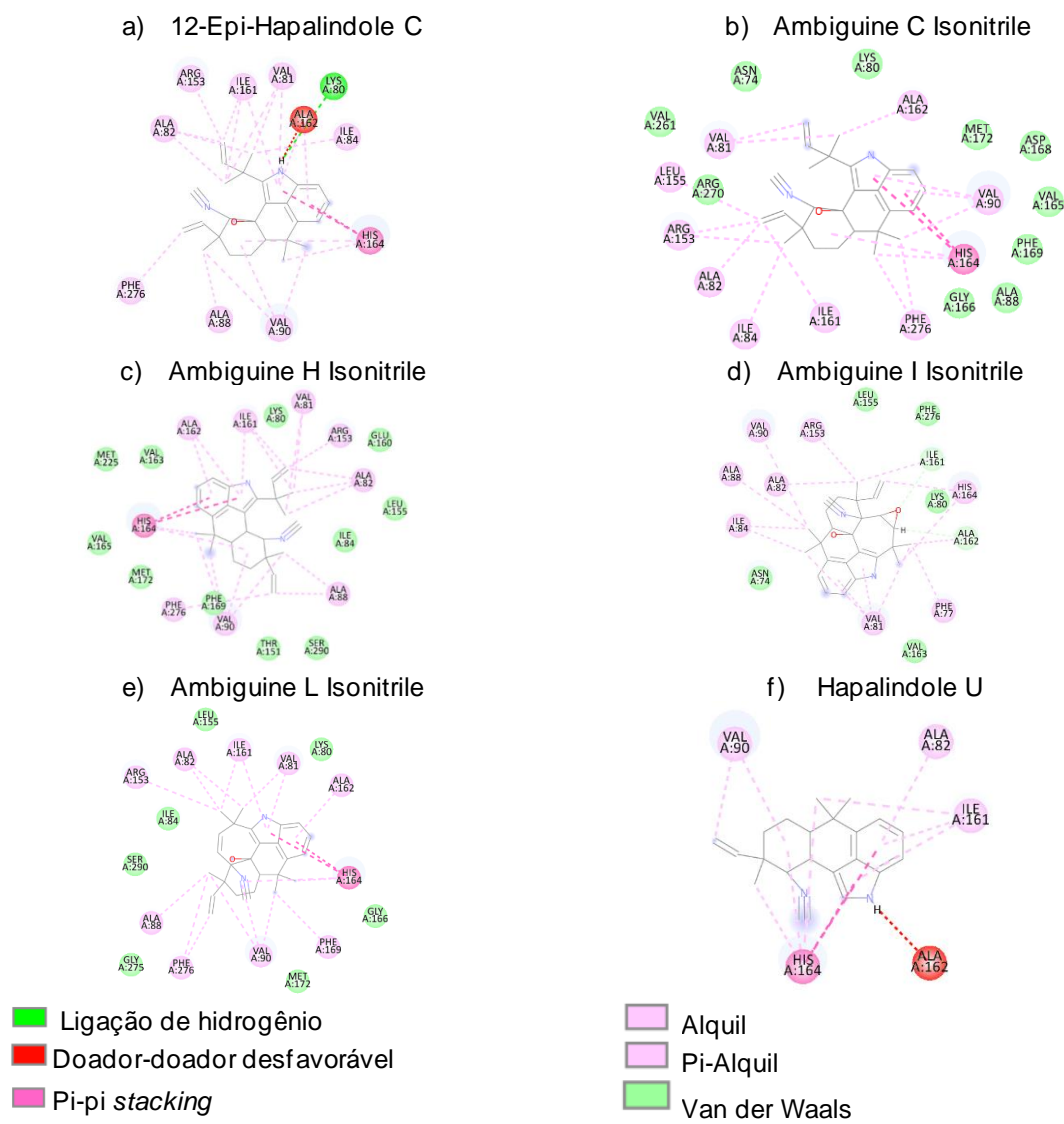 a) 12-Epi-Hapalindole C
ARG A:153
ILE A:161
VAL A:81
LYS A:80
ALA A:162
ALA A:82
ILE A:84
H
N
N
O
HIS A:164
PHE A:276
ALA A:88
VAL A:90
b) Ambiguine C Isonitrile
LYS A:80
ASN A:74
ALA A:162
VAL A:261
VAL A:81
MET A:172
ASP A:168
LEU A:155
ARG A:270
N
N
O
VAL A:90
VAL A:165
ARG A:153
PHE A:169
HIS A:164
ALA A:82
GLY A:166
ALA A:88
ILE A:84
ILE A:161
PHE A:276
c) Ambiguine H Isonitrile
VAL A:81
ILE A:161
LYS A:80
ALA A:162
ARG A:153
GLU A:160
MET A:225
VAL A:163
ALA A:82
N
LEU A:155
HIS A:164
N
VAL A:165
ILE A:84
MET A:172
PHE A:276
PHE A:169
VAL A:90
ALA A:88
THR A:151
SER A:290
d) Ambiguine I Isonitrile
LEU A:155
PHE A:276
VAL A:90
ARG A:153
ILE A:161
ALA A:88
ALA A:82
HIS A:164
LYS A:80
N
O
ILE A:84
O
H
ALA A:162
ASN A:74
N
PHE A:77
VAL A:81
VAL A:163
e) Ambiguine L Isonitrile
LEU A:155
ILE A:161
LYS A:80
ALA A:82
VAL A:81
ARG A:153
ALA A:162
ILE A:84
N
SER A:290
O
N
HIS A:164
ALA A:88
GLY A:166
GLY A:275
PHE A:276
VAL A:90
PHE A:169
MET A:172
f) Hapalindole U
VAL A:90
ALA A:82
ILE A:161
N
N
H
HIS A:164
ALA A:162
Ligação de hidrogênio
Doador-doador desfavorável
Pi-pi stacking
Alquil
Pi-Alquil
Van der Waals